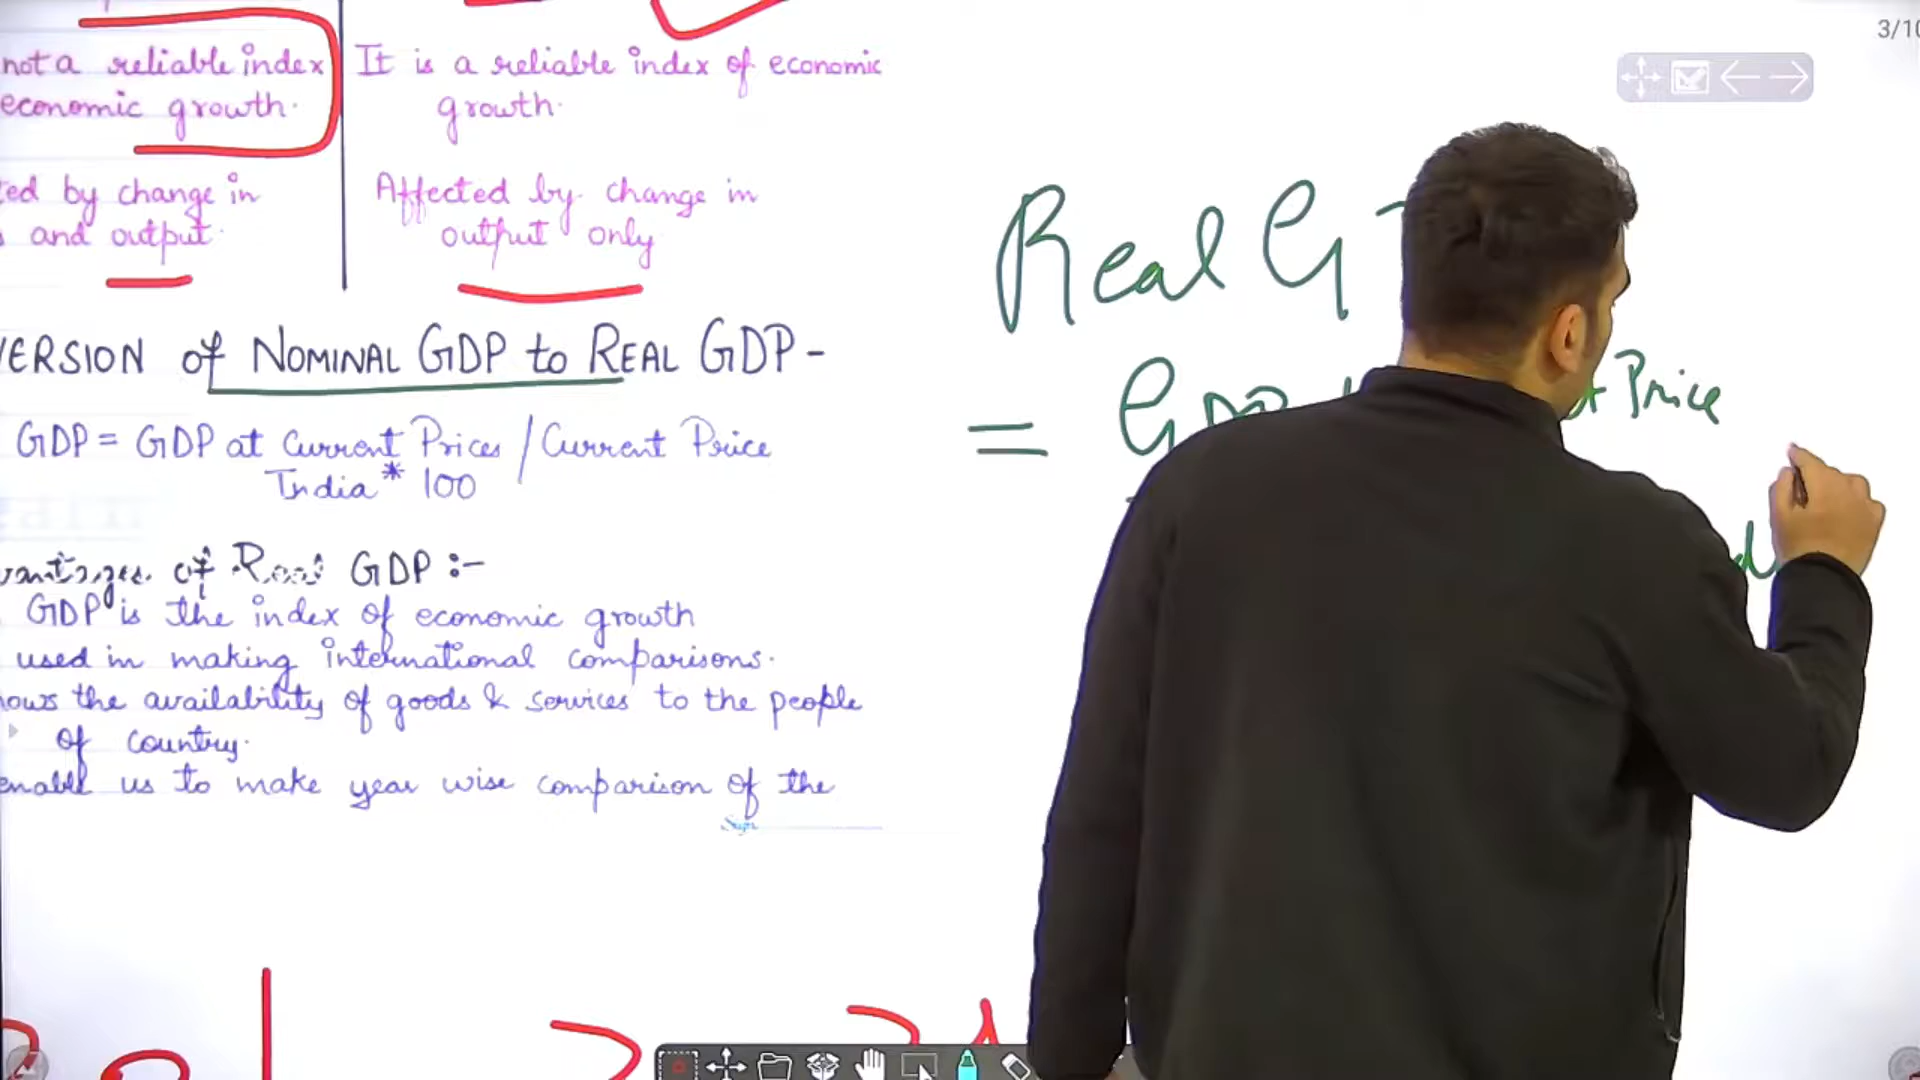 3/10
not a reliable index
economic growth.
It is a reliable index of economic
growth.
ted by change in
and output.
Affected by change in
output only
VERSION of NOMINAL GDP to REAL GDP -
GDP = GDP at Current Prices / Current Price
India * 100
vantages of Real GDP :-
GDP is the index of economic growth
used in making international comparisons.
hows the availability of goods & services to the people
of country.
enable us to make year wise comparison of the
Real G
= GDP Price